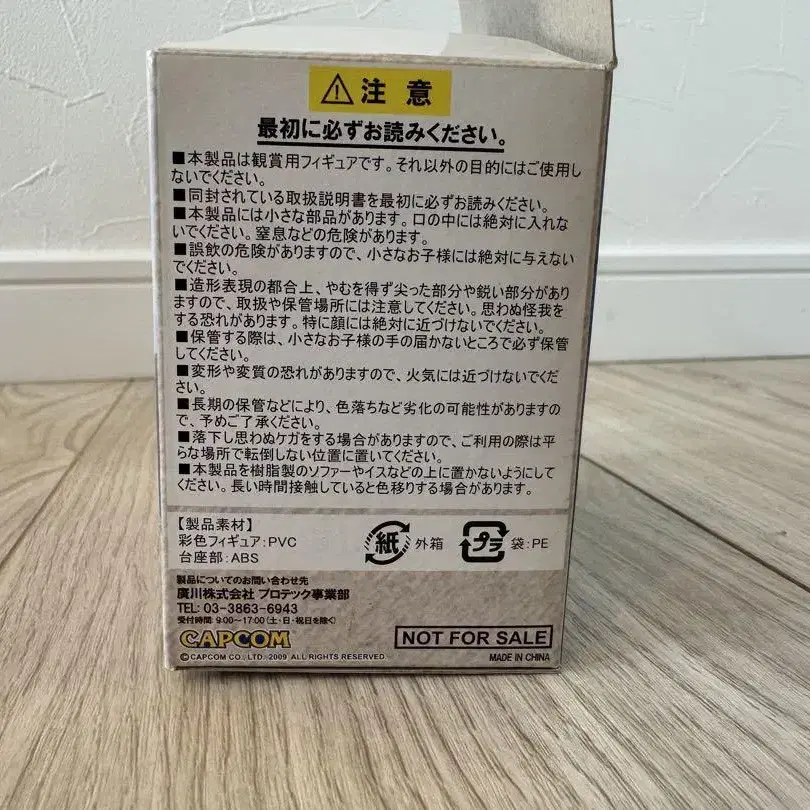 注意
最初に必ずお読みください。
■本製品は観賞用フィギュアです。それ以外の目的にはご使用し
ないでください。
■同封されている取扱説明書を最初に必ずお読みください。
■本製品には小さな部品があります。口の中には絶対に入れな
いでください。窒息などの危険があります。
■誤飲の危険がありますので、小さなお子様には絶対に与えない
でください。
■造形表現の都合上、やむを得ず尖った部分や鋭い部分があり
ますので、取扱や保管場所には注意してください。思わぬ怪我を
する恐れがあります。特に顔には絶対に近づけないでください。
■保管する際は、小さなお子様の手の届かないところで必ず保管
してください。
■変形や変質の恐れがありますので、火気には近づけないでくだ
さい。
■長期の保管などにより、色落ちなど劣化の可能性がありますの
で、予めご了承ください。
■落下し思わぬケガをする場合がありますので、ご利用の際は平
らな場所で転倒しない位置に置いてください。
■本製品を樹脂製のソファーやイスなどの上に置かないようにして
ください。長い時間接触していると色移りする場合があります。
【製品素材】
彩色フィギュア:PVC
台座部:ABS
紙 外箱
プラ 袋:PE
製品についてのお問い合わせ先
廣川株式会社 プロテック事業部
TEL: 03-3863-6943
受付時間 9:00〜17:00(土・日・祝日を除く)
CAPCOM
NOT FOR SALE
©CAPCOM CO., LTD. 2009 ALL RIGHTS RESERVED.
MADE IN CHINA